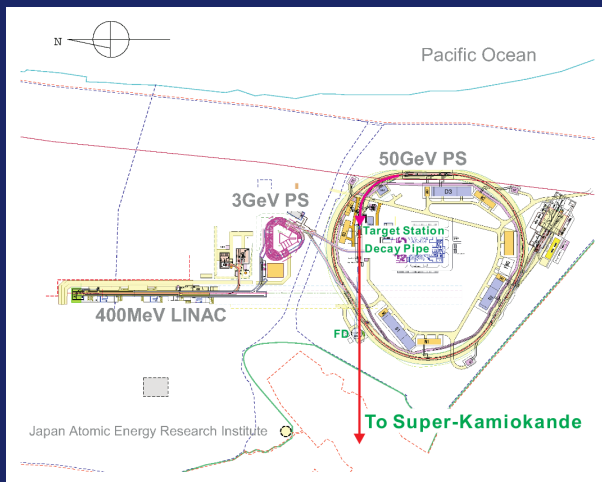 N
Pacific Ocean
50GeV PS
3GeV PS
Target Station
Decay Pipe
400MeV LINAC
FD
To Super-Kamiokande
Japan Atomic Energy Research Institute